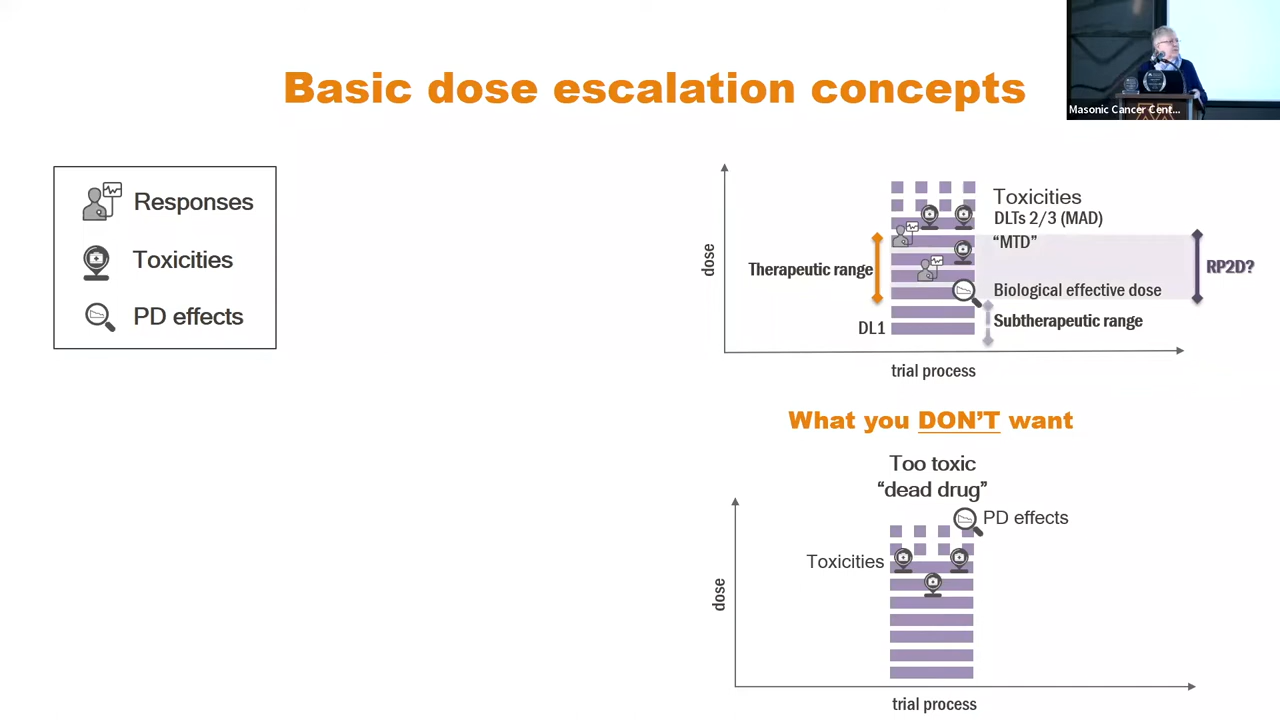 Basic dose escalation concepts
Masonic Cancer Cent...
Responses
Toxicities
PD effects
dose
Therapeutic range
DL1
Toxicities
DLTs 2/3 (MAD)
“MTD”
RP2D?
Biological effective dose
Subtherapeutic range
trial process
What you DON’T want
Too toxic
“dead drug”
PD effects
Toxicities
dose
trial process